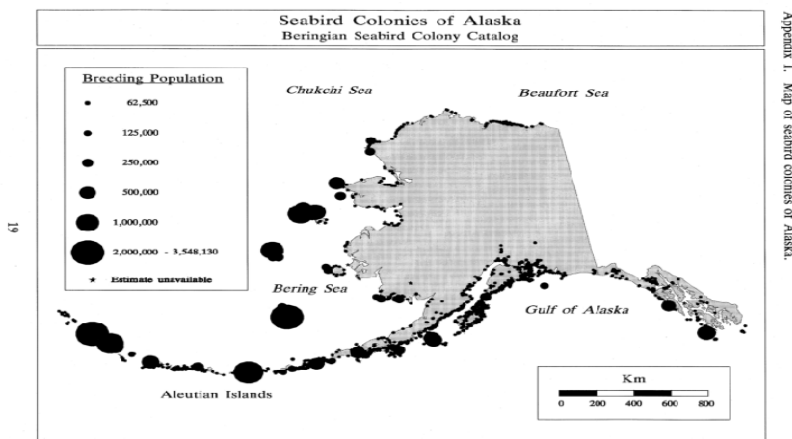 Seabird Colonies of Alaska
Beringian Seabird Colony Catalog
Appendix 1. Map of seabird colonies of Alaska.
Breeding Population
62,500
125,000
250,000
500,000
1,000,000
2,000,000 - 3,548,130
Estimate unavailable
Chukchi Sea
Beaufort Sea
Bering Sea
Gulf of Alaska
Aleutian Islands
Km
0 200 400 600 800
19